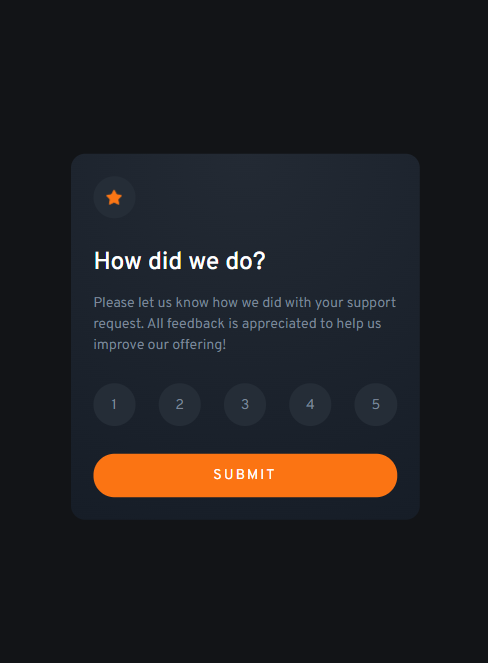 How did we do?
Please let us know how we did with your support
request. All feedback is appreciated to help us
improve our offering!
1 2 3 4 5
SUBMIT